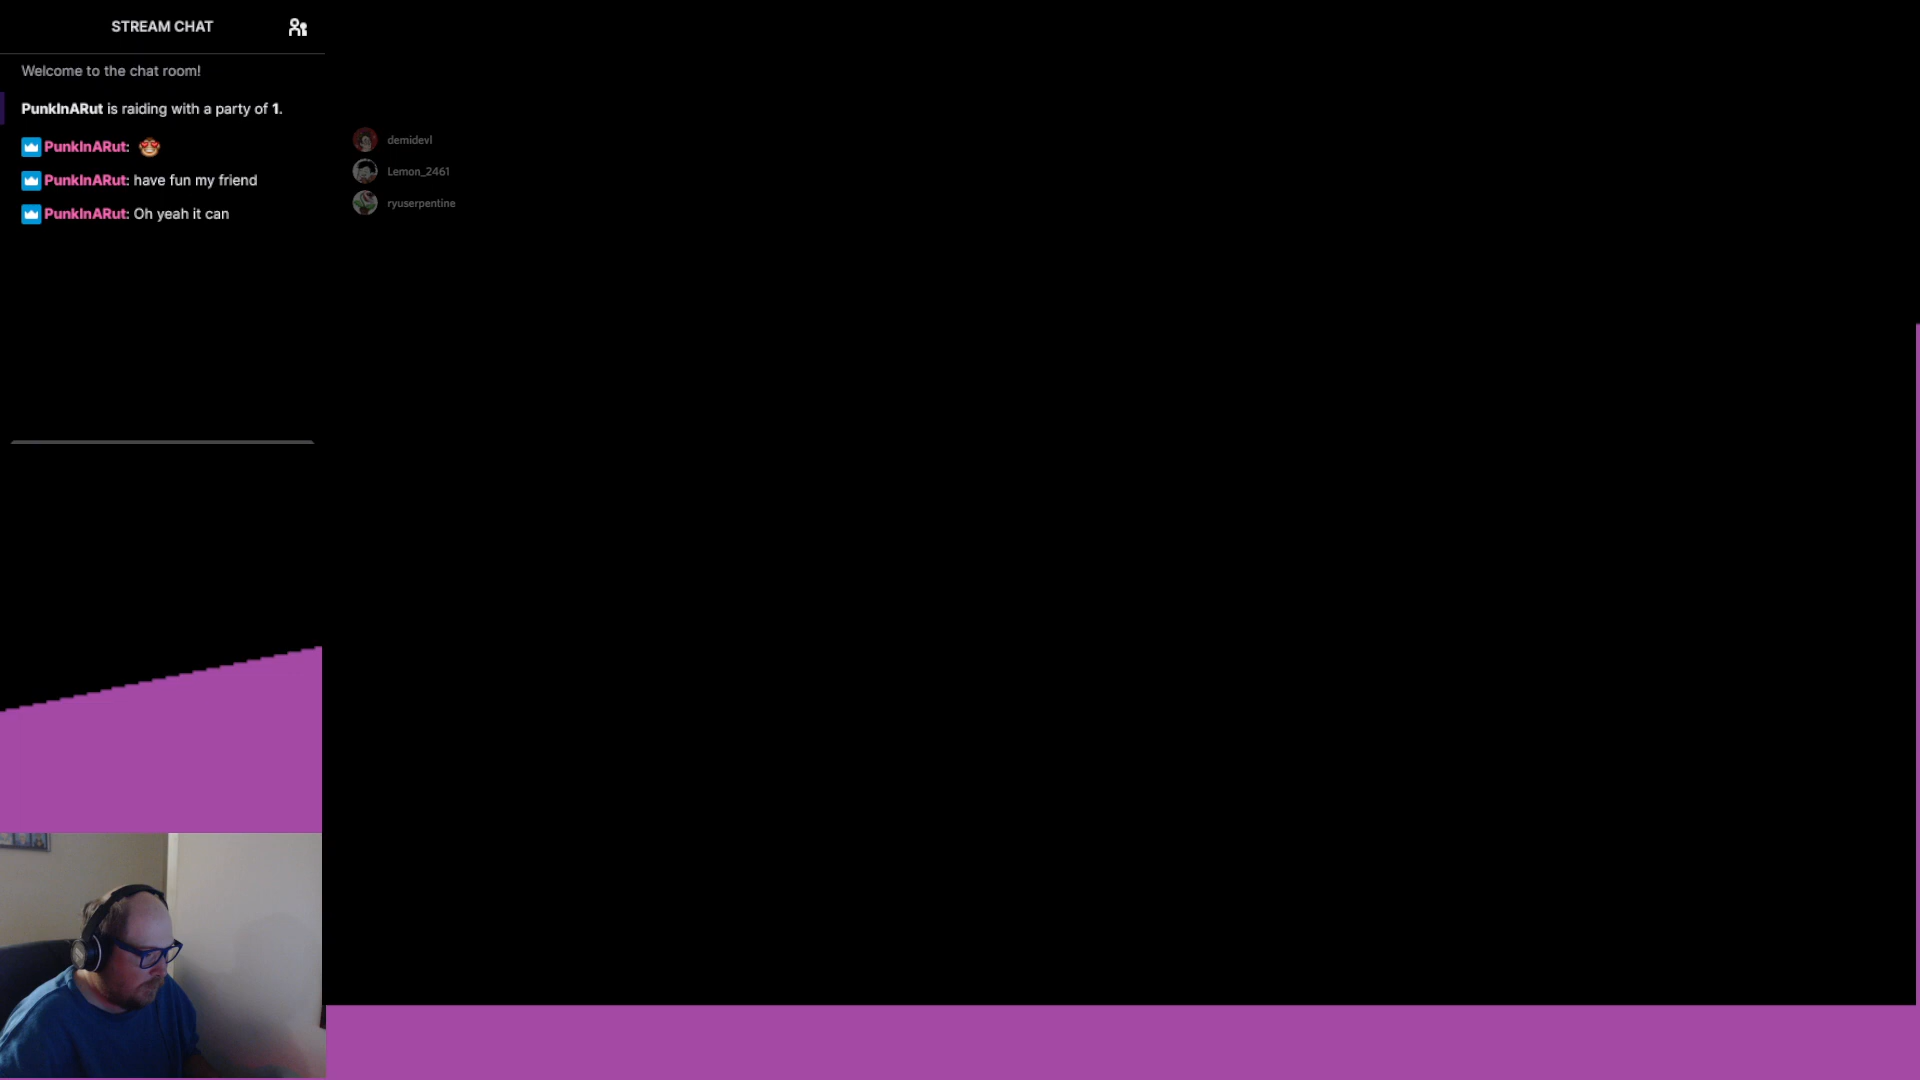 STREAM CHAT
Welcome to the chat room!
PunkInARut is raiding with a party of 1.
PunkInARut:
PunkInARut: have fun my friend
PunkInARut: Oh yeah it can
demidevl
Lemon_2461
ryuserpentine